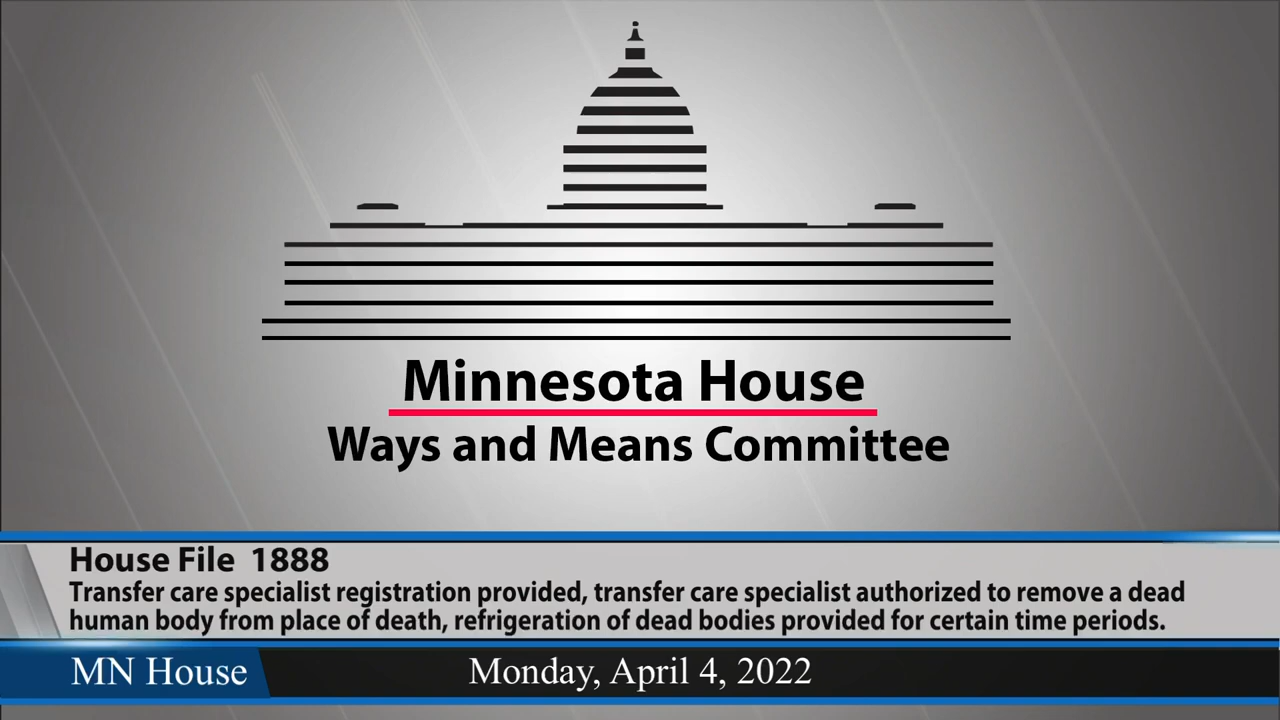 Minnesota House
Ways and Means Committee
House File 1888
Transfer care specialist registration provided, transfer care specialist authorized to remove a dead
human body from place of death, refrigeration of dead bodies provided for certain time periods.
MN House
Monday, April 4, 2022